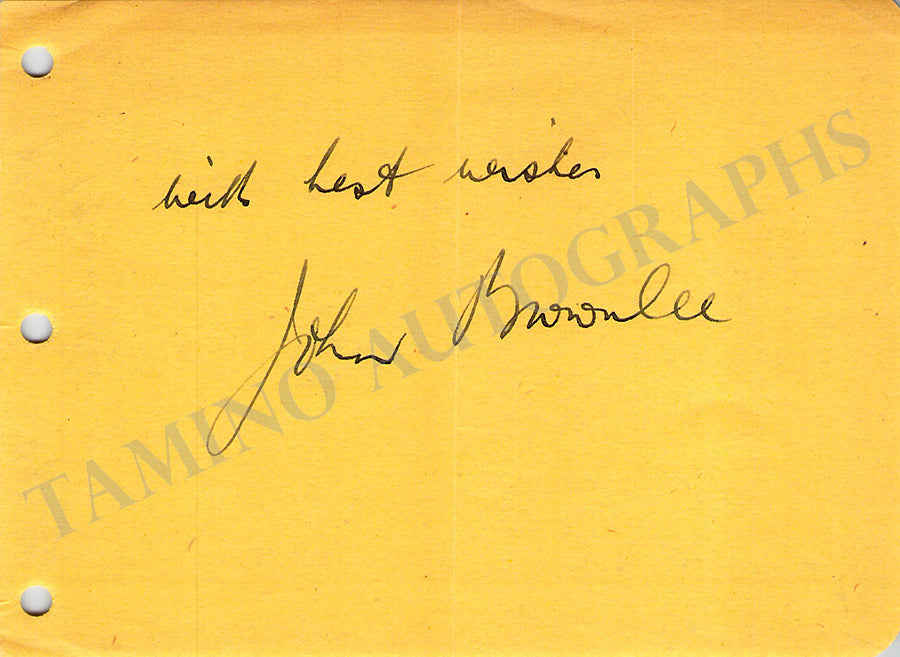 with best wishes
John Brownlee
TAMINO AUTOGRAPHS